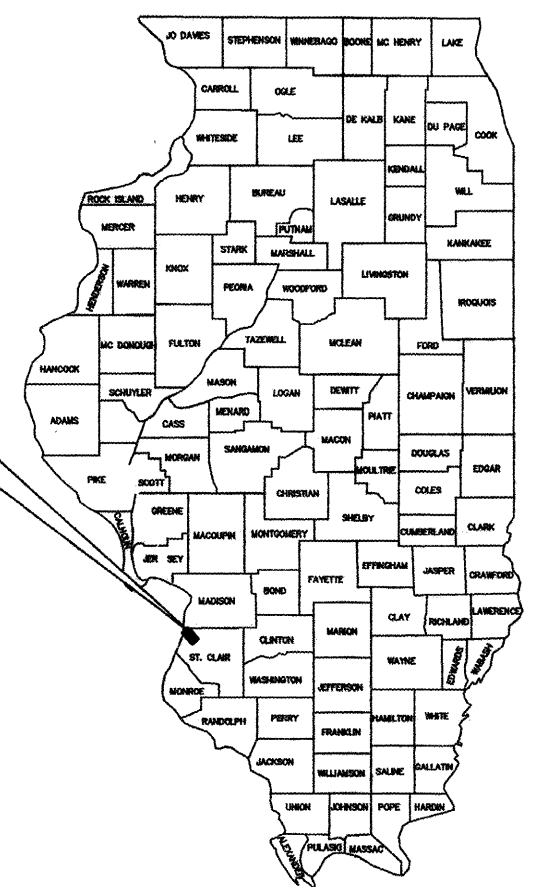 JO DAVIES
STEPHENSON
WINNEBAGO
BOONE
MC HENRY
LAKE
CARROLL
OGLE
DE KALB
KANE
DU PAGE
COOK
WHITESIDE
LEE
KENDALL
WILL
ROCK ISLAND
HENRY
BUREAU
LASALLE
GRUNDY
MERCER
PUTNAM
KANKAKEE
STARK
MARSHALL
HENDERSON
WARREN
KNOX
PEORIA
WOODFORD
LIVINGSTON
IROQUOIS
HANCOCK
MC DONOUGH
FULTON
TAZEWELL
MCLEAN
FORD
MASON
SCHUYLER
LOGAN
DEWITT
CHAMPAIGN
VERMILION
ADAMS
CASS
MENARD
PIATT
MACON
MORGAN
SANGAMON
DOUGLAS
EDGAR
PIKE
SCOTT
MOULTRIE
COLES
CHRISTIAN
GREENE
SHELBY
CALHOUN
MACOUPIN
MONTGOMERY
CUMBERLAND
CLARK
JER SEY
EFFINGHAM
JASPER
CRAWFORD
FAYETTE
MADISON
BOND
CLAY
RICHLAND
LAWERENCE
CLINTON
MARION
ST. CLAIR
WAYNE
EDWARDS
WABASH
WASHINGTON
JEFFERSON
MONROE
RANDOLPH
PERRY
HAMILTON
WHITE
FRANKLIN
JACKSON
WILLIAMSON
SALINE
GALLATIN
UNION
JOHNSON
POPE
HARDIN
ALEXANDER
PULASKI
MASSAC